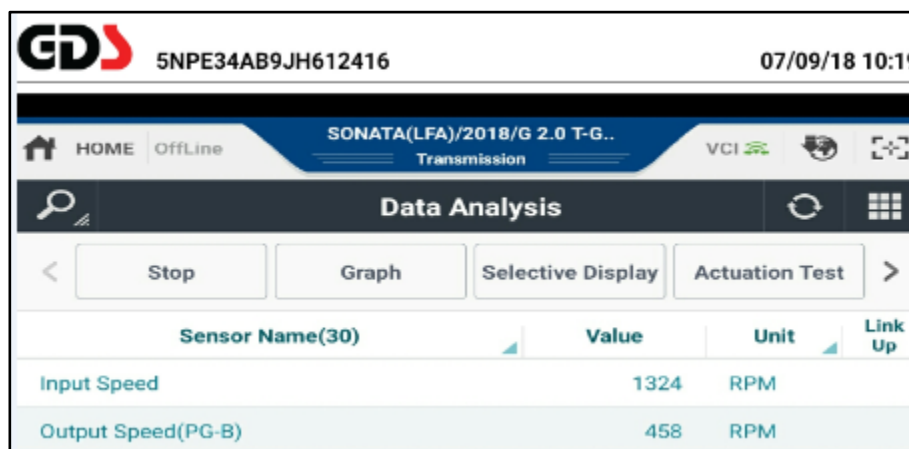 GDS 5NPE34AB9JH612416 07/09/18 10:19
SONATA(LFA)/2018/G 2.0 T-G..
HOME OffLine Transmission VCI
Data Analysis
< Stop Graph Selective Display Actuation Test >
Sensor Name(30) Value Unit Link Up
Input Speed 1324 RPM
Output Speed(PG-B) 458 RPM